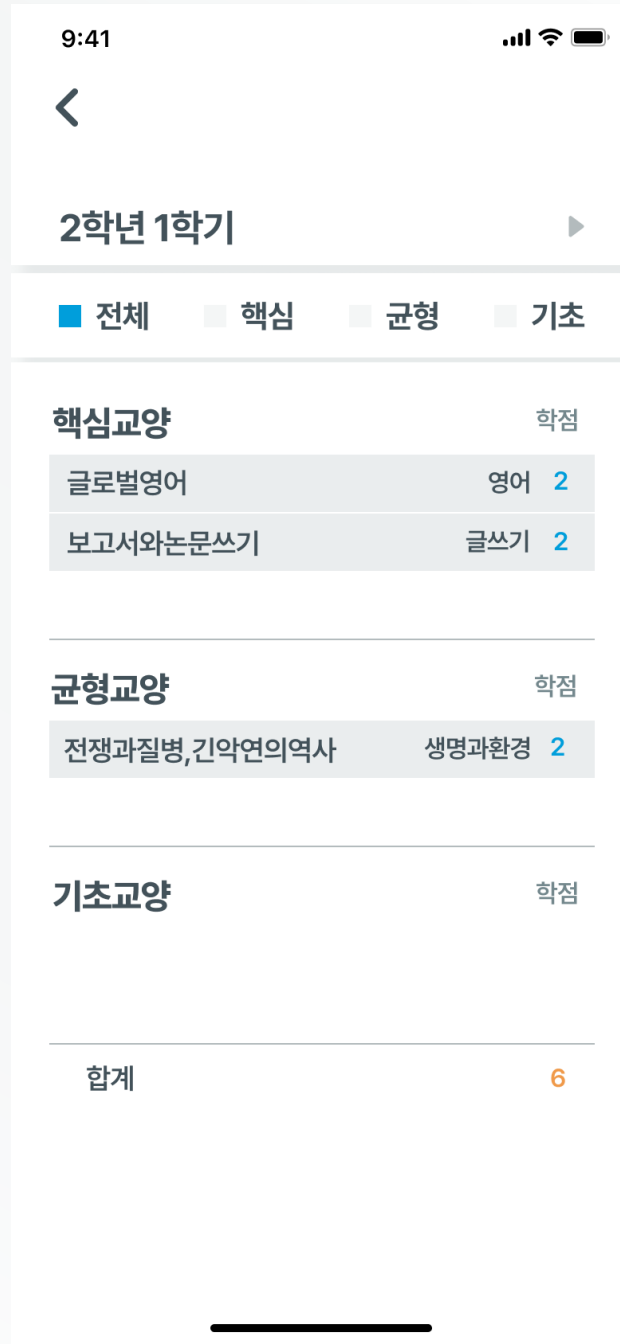 9:41
2학년 1학기
전체 핵심 균형 기초
핵심교양 학점
글로벌영어 영어 2
보고서와논문쓰기 글쓰기 2
균형교양 학점
전쟁과질병,긴악연의역사 생명과환경 2
기초교양 학점
합계 6